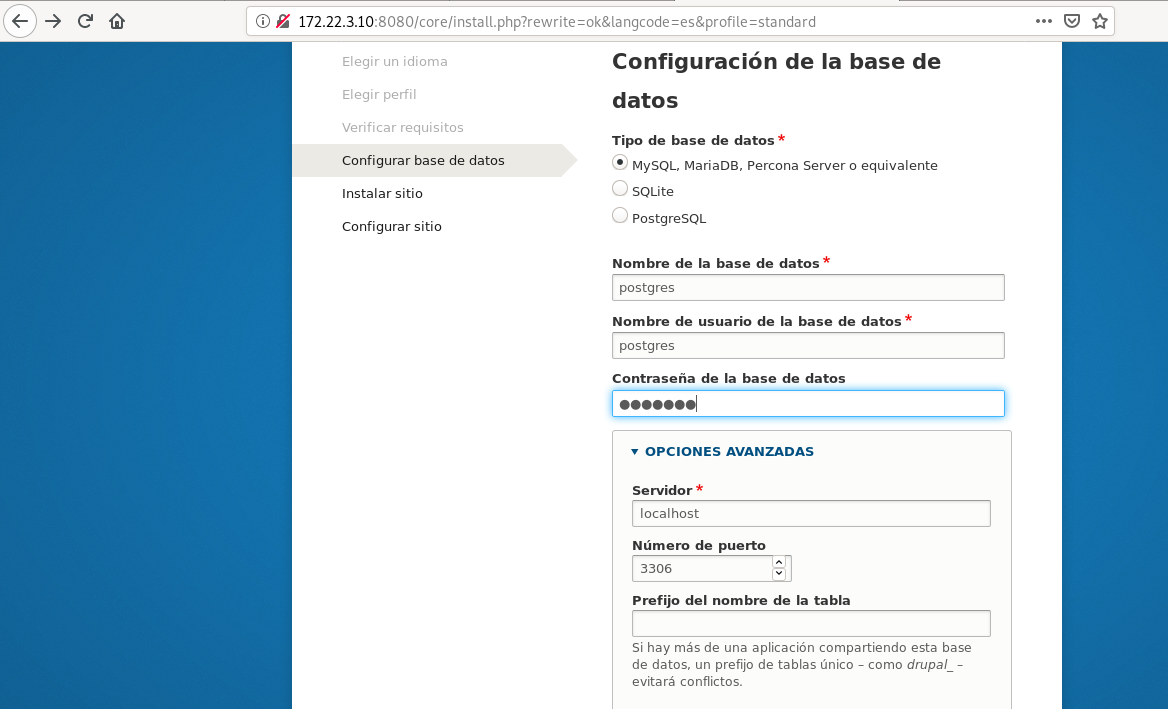 172.22.3.10:8080/core/install.php?rewrite=ok&langcode=es&profile=standard
Elegir un idioma
Elegir perfil
Verificar requisitos
Configurar base de datos
Instalar sitio
Configurar sitio
Configuración de la base de
datos
Tipo de base de datos*
MySQL, MariaDB, Percona Server o equivalente
SQLite
PostgreSQL
Nombre de la base de datos*
postgres
Nombre de usuario de la base de datos*
postgres
Contraseña de la base de datos
●●●●●●●
▼ OPCIONES AVANZADAS
Servidor*
localhost
Número de puerto
3306
Prefijo del nombre de la tabla
Si hay más de una aplicación compartiendo esta base
de datos, un prefijo de tablas único – como drupal_ –
evitará conflictos.